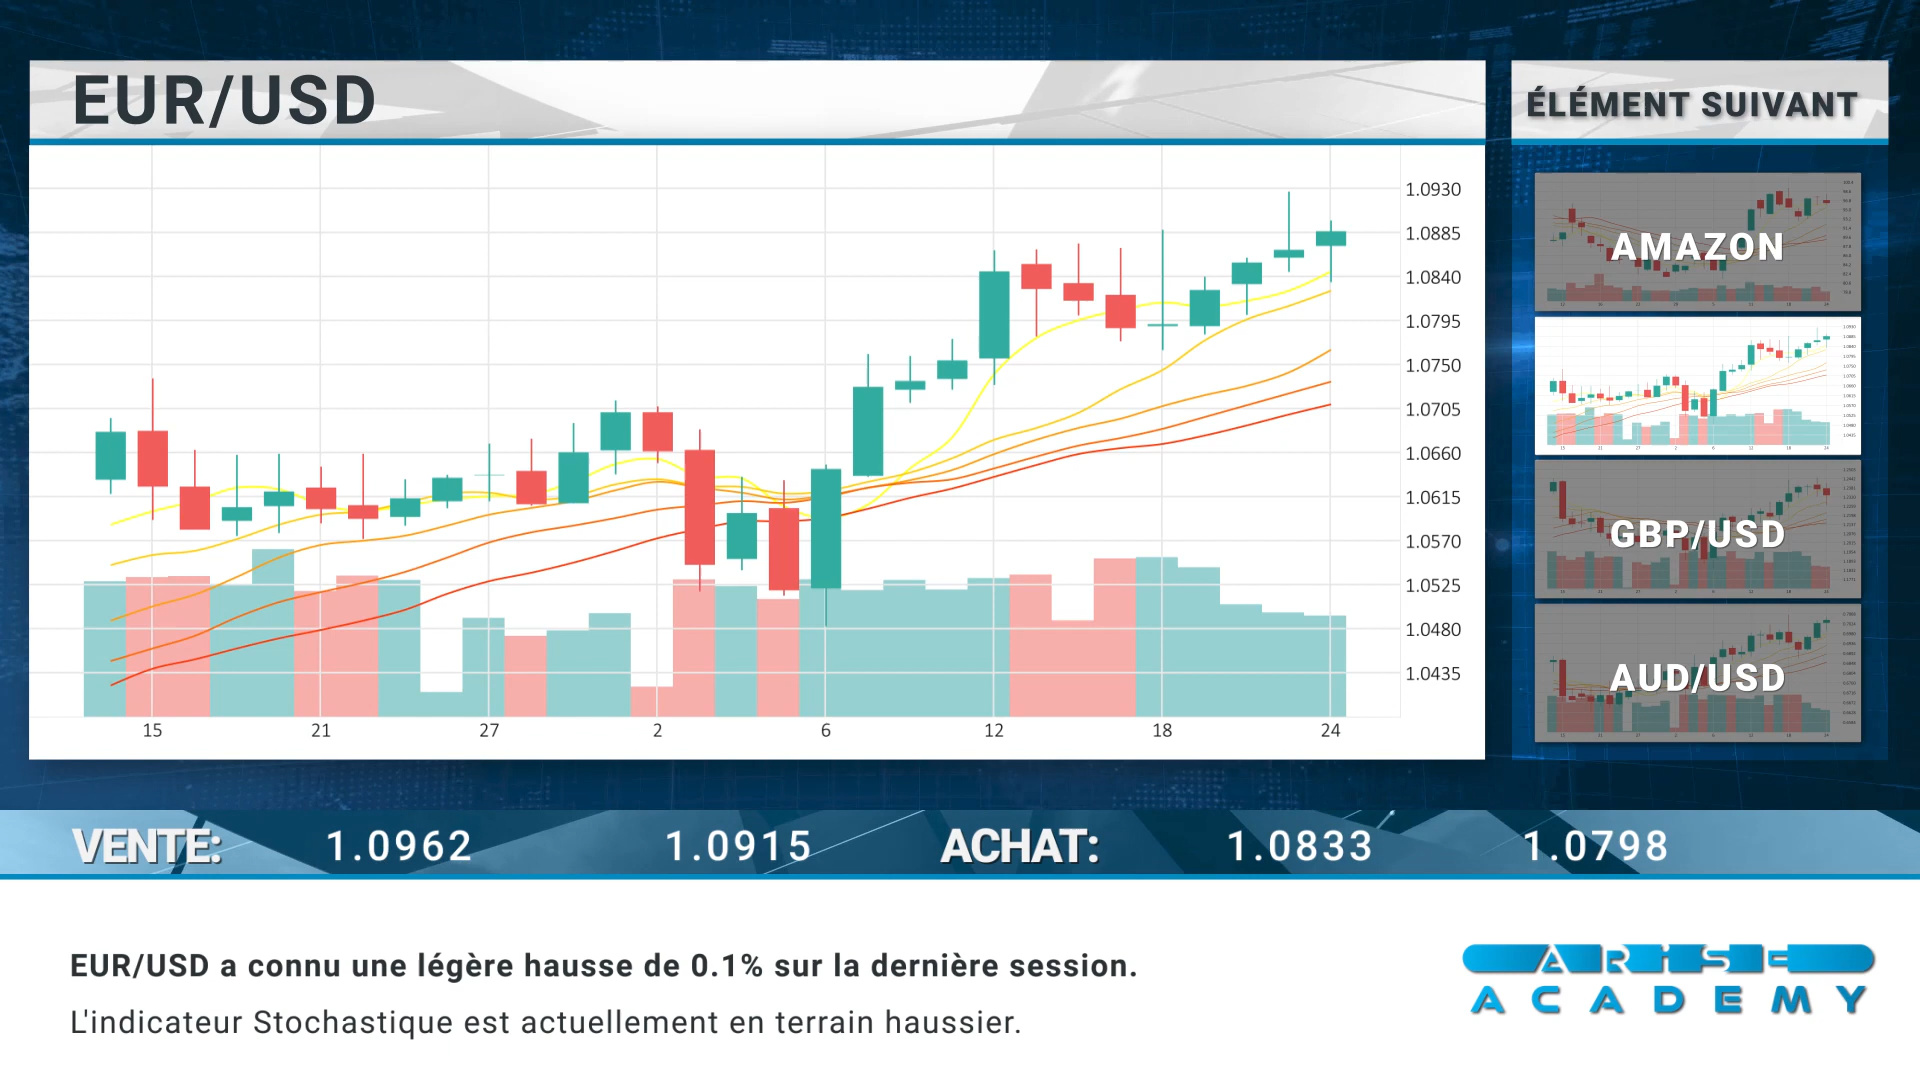 EUR/USD
1.0930
1.0885
1.0840
1.0795
1.0750
1.0705
1.0660
1.0615
1.0570
1.0525
1.0480
1.0435
15 21 27 2 6 12 18 24
ÉLÉMENT SUIVANT
AMAZON
GBP/USD
AUD/USD
VENTE: 1.0962 1.0915 ACHAT: 1.0833 1.0798
EUR/USD a connu une légère hausse de 0.1% sur la dernière session.
L'indicateur Stochastique est actuellement en terrain haussier.
ARISE
ACADEMY